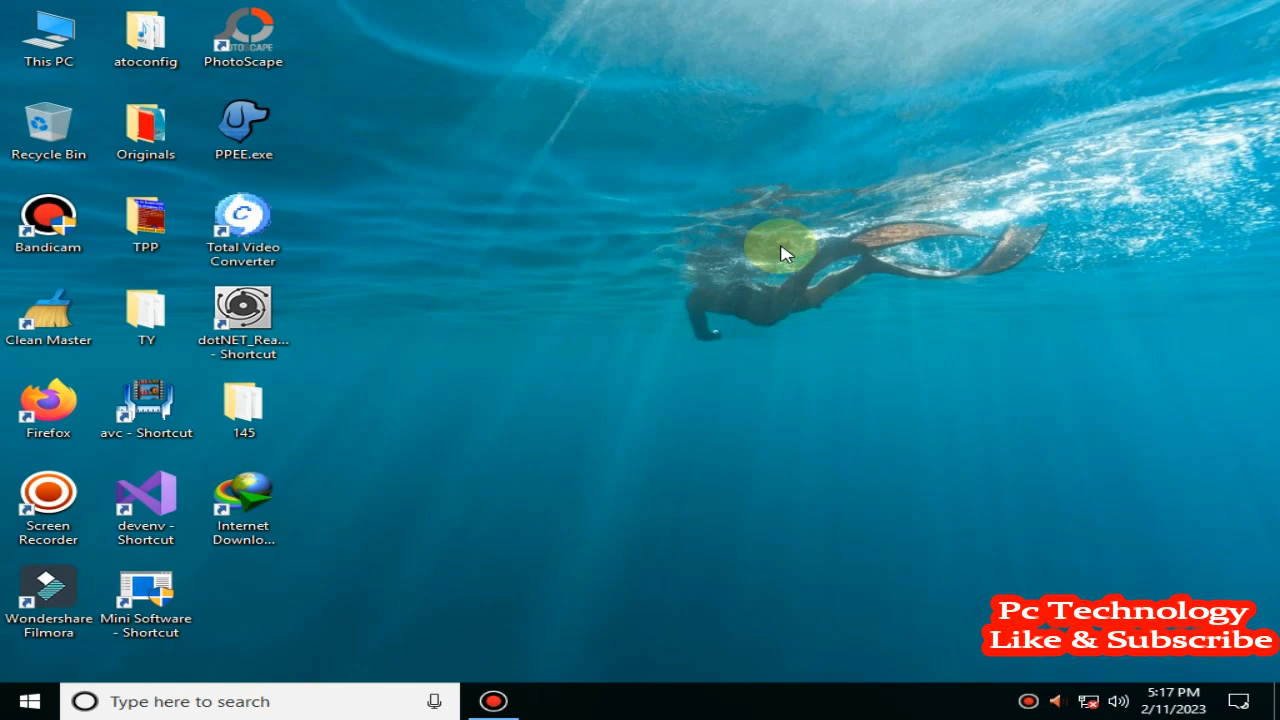 This PC
atoconfig
PhotoScape
Recycle Bin
Originals
PPEE.exe
Bandicam
TPP
Total Video
Converter
Clean Master
TY
dotNET_Rea...
- Shortcut
Firefox
avc - Shortcut
145
Screen
Recorder
devenv -
Shortcut
Internet
Downlo...
Wondershare
Filmora
Mini Software
- Shortcut
Pc Technology
Like & Subscribe
Type here to search
5:17 PM
2/11/2023